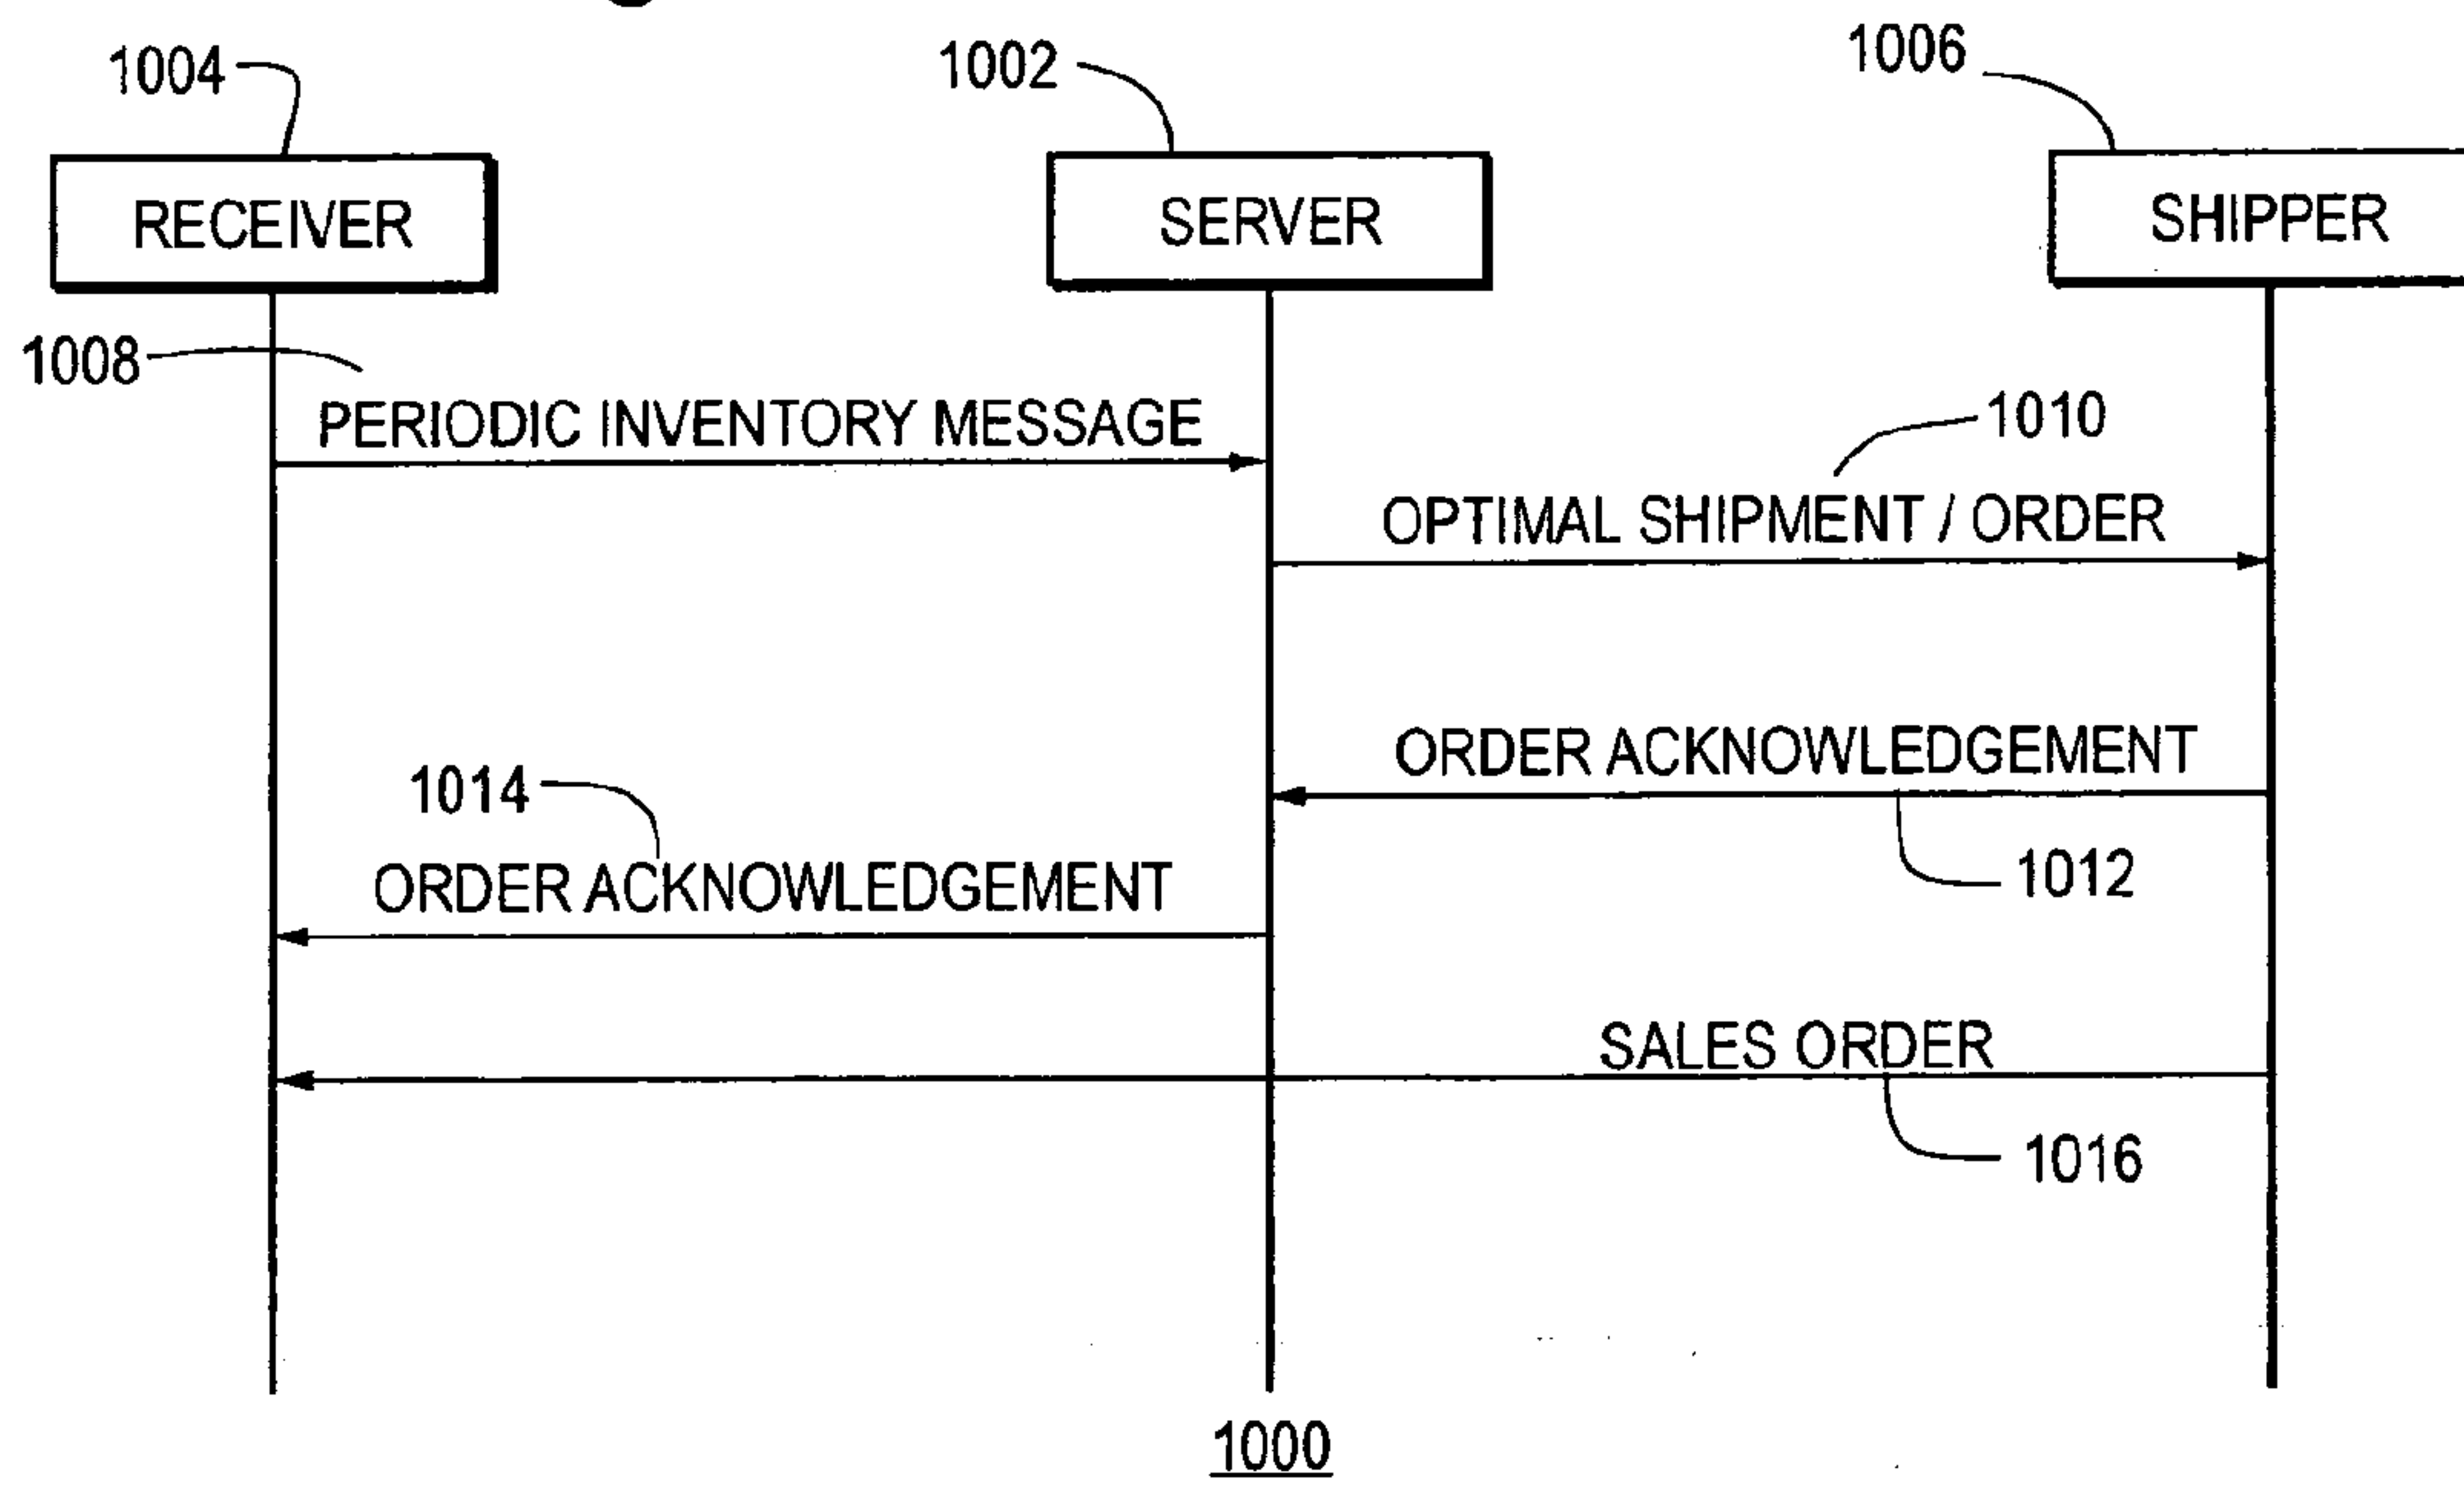 1004
1002
1006
RECEIVER
SERVER
SHIPPER
1008
PERIODIC INVENTORY MESSAGE
1010
OPTIMAL SHIPMENT / ORDER
ORDER ACKNOWLEDGEMENT
1014
1012
ORDER ACKNOWLEDGEMENT
SALES ORDER
1016
1000